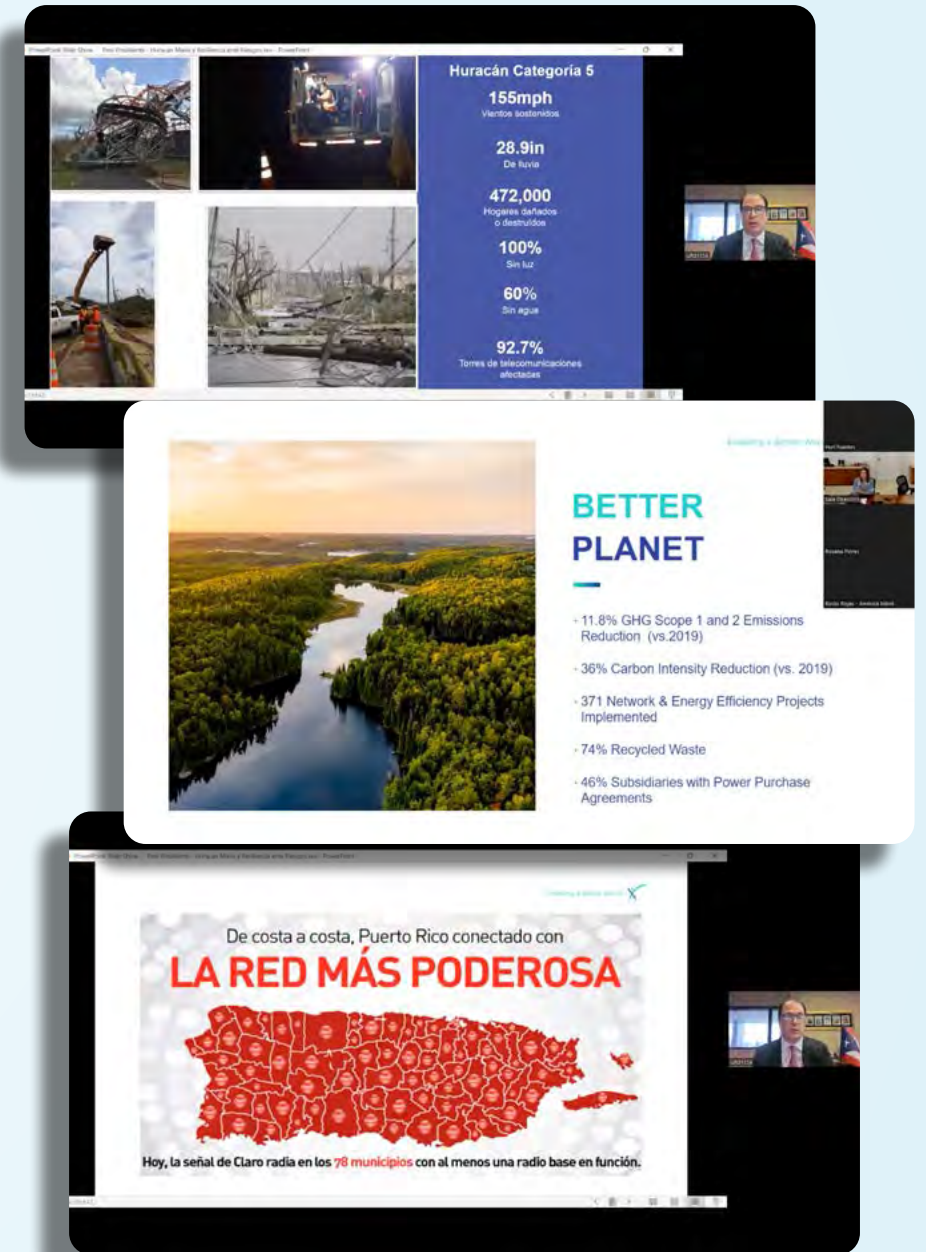 Huracán Categoría 5
155mph
Vientos sostenidos
28.9in
De lluvia
472,000
Hogares dañados
o destruídos
100%
Sin luz
60%
Sin agua
92.7%
Torres de telecomunicaciones
afectadas
BETTER
PLANET
- 11.8% GHG Scope 1 and 2 Emissions
Reduction (vs.2019)
- 36% Carbon Intensity Reduction (vs. 2019)
- 371 Network & Energy Efficiency Projects
Implemented
- 74% Recycled Waste
- 46% Subsidiaries with Power Purchase
Agreements
De costa a costa, Puerto Rico conectado con
LA RED MÁS PODEROSA
Hoy, la señal de Claro radia en los 78 municipios con al menos una radio base en función.